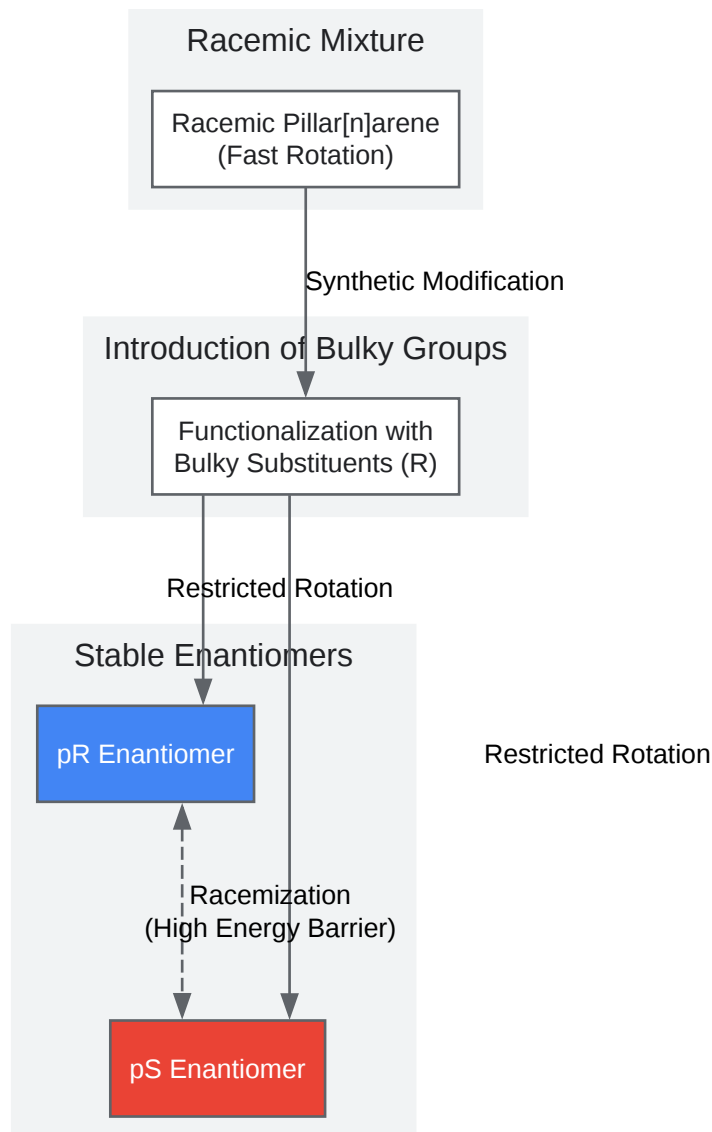 Racemic Mixture
Racemic Pillar[n]arene
(Fast Rotation)
Synthetic Modification
Introduction of Bulky Groups
Functionalization with
Bulky Substituents (R)
Restricted Rotation
Stable Enantiomers
pR Enantiomer
Restricted Rotation
Racemization
(High Energy Barrier)
pS Enantiomer